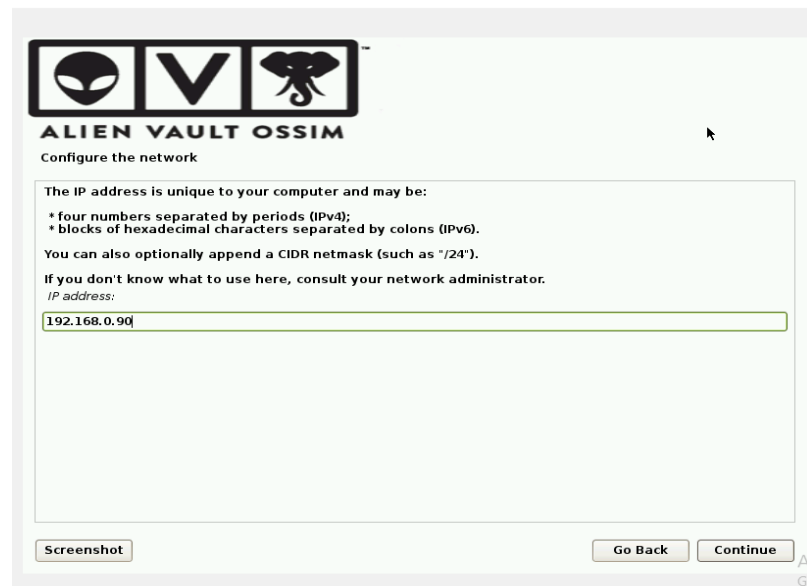 ™
ALIEN VAULT OSSIM
Configure the network
The IP address is unique to your computer and may be:
* four numbers separated by periods (IPv4);
* blocks of hexadecimal characters separated by colons (IPv6).
You can also optionally append a CIDR netmask (such as "/24").
If you don't know what to use here, consult your network administrator.
IP address:
192.168.0.90
Screenshot
Go Back
Continue